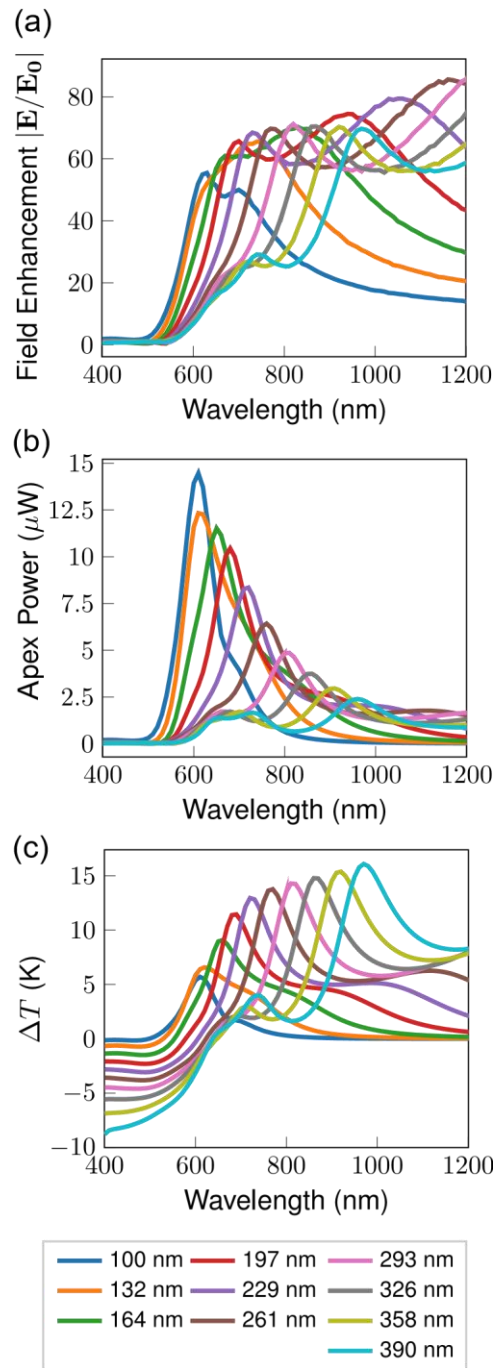 (a)
Field Enhancement |E/E₀|
80
60
40
20
0
400 600 800 1000 1200
Wavelength (nm)
(b)
Apex Power (μW)
15
12.5
10
7.5
5
2.5
0
400 600 800 1000 1200
Wavelength (nm)
(c)
ΔT (K)
15
10
5
0
−5
−10
400 600 800 1000 1200
Wavelength (nm)
100 nm 197 nm 293 nm
132 nm 229 nm 326 nm
164 nm 261 nm 358 nm
390 nm